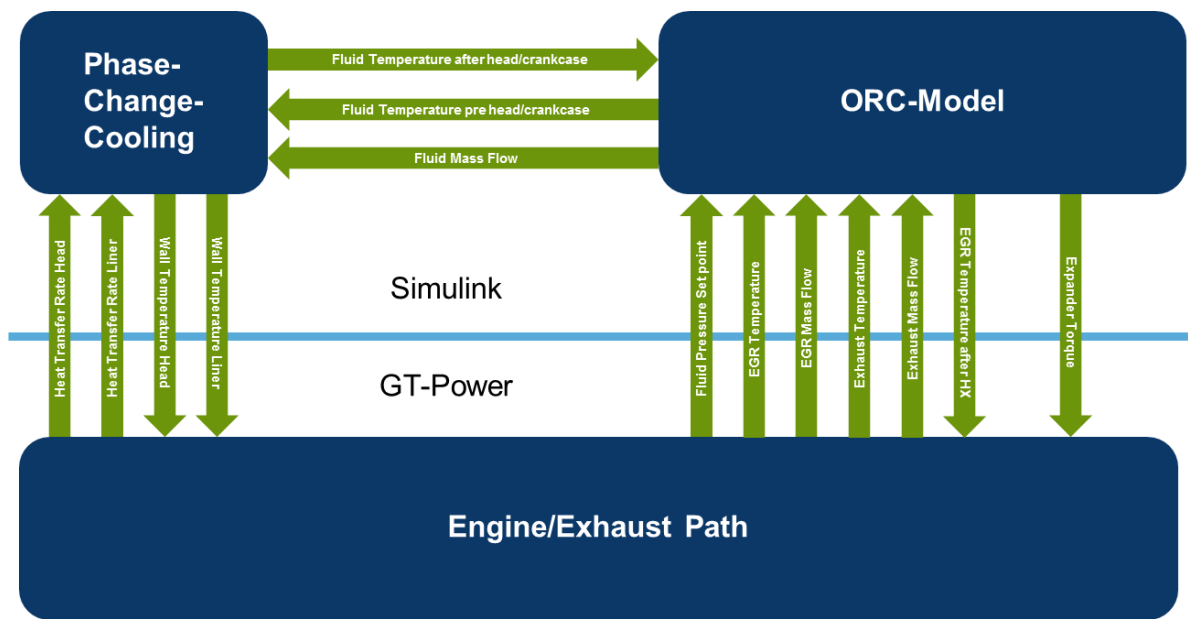 Phase-
Change-
Cooling
Fluid Temperature after head/crankcase
Fluid Temperature pre head/crankcase
Fluid Mass Flow
ORC-Model
Heat Transfer Rate Head
Heat Transfer Rate Liner
Wall Temperature Head
Wall Temperature Liner
Simulink
GT-Power
Fluid Pressure Set point
EGR Temperature
EGR Mass Flow
Exhaust Temperature
Exhaust Mass Flow
EGR Temperature after HX
Expander Torque
Engine/Exhaust Path